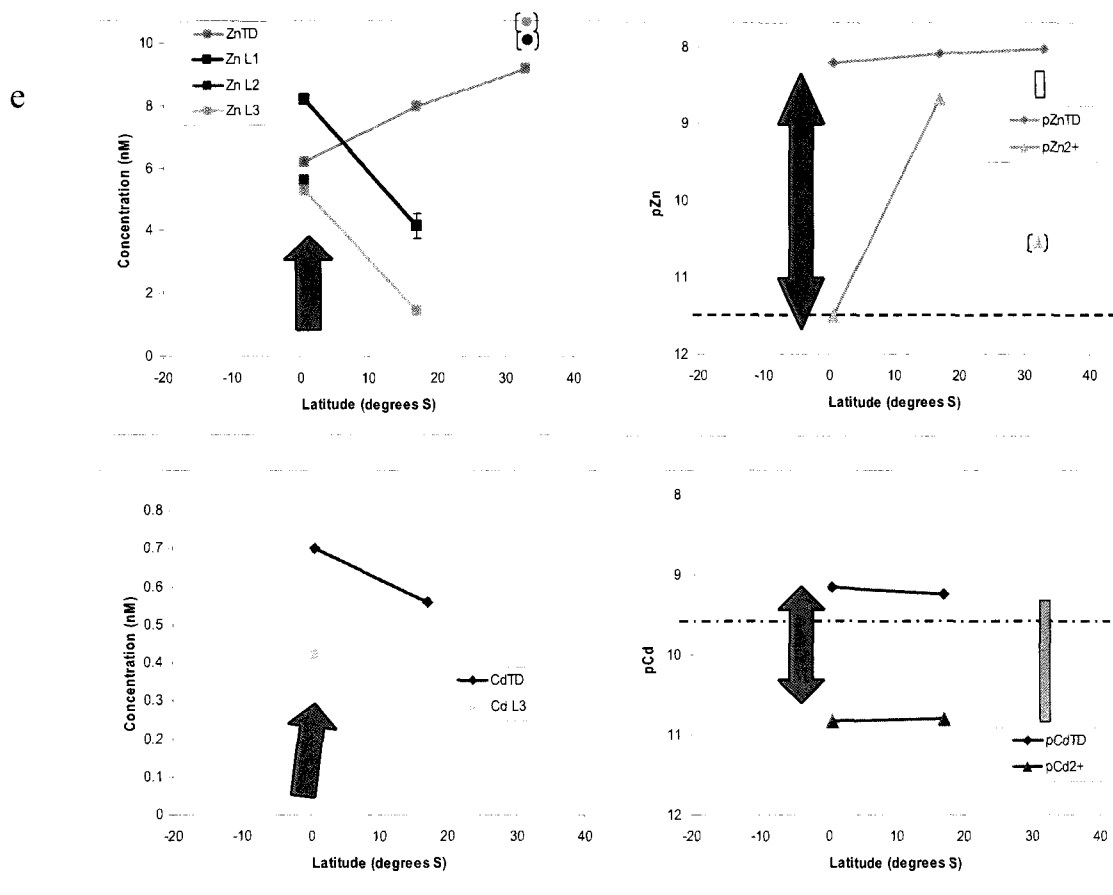 e
ZnTD
Zn L1
Zn L2
Zn L3
Concentration (nM)
10
8
6
4
2
0
-20 -10 0 10 20 30 40
Latitude (degrees S)
pZn
8
9
10
11
12
pZnTD
pZn2+
-20 -10 0 10 20 30 40
Latitude (degrees S)
Concentration (nM)
0.8
0.7
0.6
0.5
0.4
0.3
0.2
0.1
0
CdTD
Cd L3
-20 -10 0 10 20 30 40
Latitude (degrees S)
pCd
8
9
10
11
12
pCdTD
pCd2+
-20 -10 0 10 20 30 40
Latitude (degrees S)